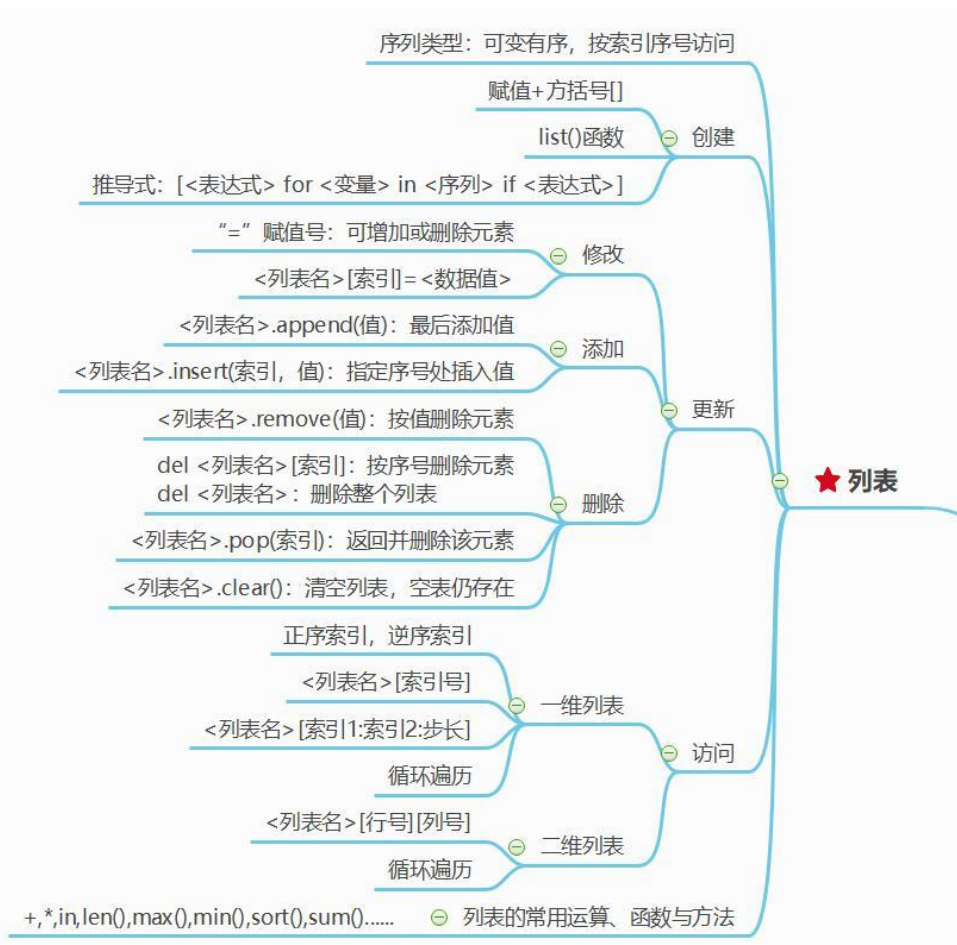 序列类型：可变有序，按索引序号访问
赋值+方括号[]
list()函数
创建
推导式：[<表达式> for <变量> in <序列> if <表达式>]
“=”赋值号：可增加或删除元素
修改
<列表名>[索引]=<数据值>
<列表名>.append(值)：最后添加值
添加
<列表名>.insert(索引，值)：指定序号处插入值
更新
<列表名>.remove(值)：按值删除元素
del <列表名>[索引]：按序号删除元素
del <列表名>：删除整个列表
删除
<列表名>.pop(索引)：返回并删除该元素
<列表名>.clear()：清空列表，空表仍存在
列表
正序索引，逆序索引
<列表名>[索引号]
一维列表
<列表名>[索引1:索引2:步长]
循环遍历
访问
<列表名>[行号][列号]
二维列表
循环遍历
+,*,in,len(),max(),min(),sort(),sum()......
列表的常用运算、函数与方法